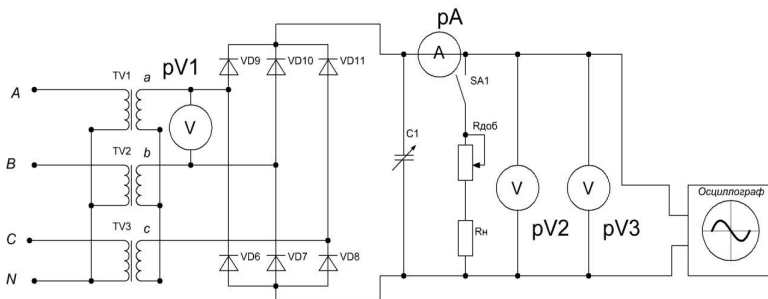 pA
pV1
VD9
VD10
VD11
A
SA1
TV1
a
A
V
C1
Rдоб
TV2
b
B
V
V
Осциллограф
TV3
c
C
pV2
pV3
Rн
VD6
VD7
VD8
N